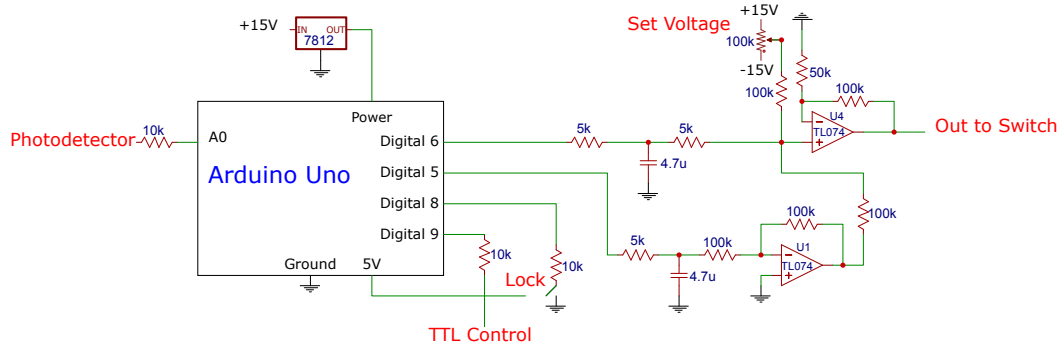 +15V
Set Voltage
+15V
IN OUT
7812
100k
-15V
50k
100k
100k
Power
U4
TL074
Out to Switch
Photodetector
10k
A0
Digital 6
5k
5k
4.7u
Arduino Uno
Digital 5
Digital 8
Digital 9
100k
100k
10k
5k
100k
U1
TL074
Ground
5V
Lock
10k
4.7u
TTL Control